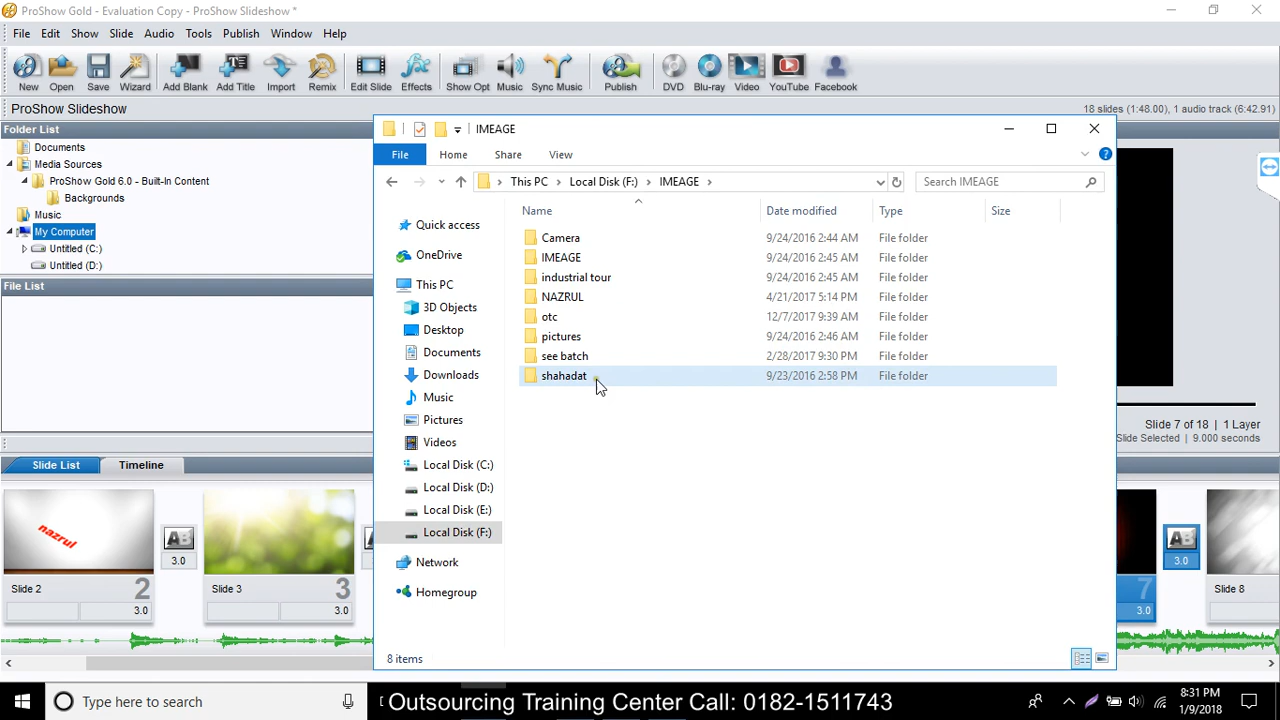 ProShow Gold - Evaluation Copy - ProShow Slideshow *
File Edit Show Slide Audio Tools Publish Window Help
New Open Save Wizard Add Blank Add Title Import Remix Edit Slide Effects Show Opt Music Sync Music Publish DVD Blu-ray Video YouTube Facebook
ProShow Slideshow
18 slides (1:48.00), 1 audio track (6:42.91)
Folder List
Documents
Media Sources
ProShow Gold 6.0 - Built-In Content
Backgrounds
Music
My Computer
Untitled (C:)
Untitled (D:)
File List
IMEAGE
File Home Share View
This PC > Local Disk (F:) > IMEAGE >
Search IMEAGE
Quick access
OneDrive
This PC
3D Objects
Desktop
Documents
Downloads
Music
Pictures
Videos
Local Disk (C:)
Local Disk (D:)
Local Disk (E:)
Local Disk (F:)
Network
Homegroup
Name Date modified Type Size
Camera 9/24/2016 2:44 AM File folder
IMEAGE 9/24/2016 2:45 AM File folder
industrial tour 9/24/2016 2:45 AM File folder
NAZRUL 4/21/2017 5:14 PM File folder
otc 12/7/2017 9:39 AM File folder
pictures 9/24/2016 2:46 AM File folder
see batch 2/28/2017 9:30 PM File folder
shahadat 9/23/2016 2:58 PM File folder
8 items
Slide 7 of 18 | 1 Layer
Slide Selected | 9.000 seconds
Slide List Timeline
nazrul
AB
3.0
Slide 2 2
3.0
Slide 3 3
3.0
7
3.0
AB
3.0
Slide 8
Type here to search
Outsourcing Training Center Call: 0182-1511743
8:31 PM
1/9/2018